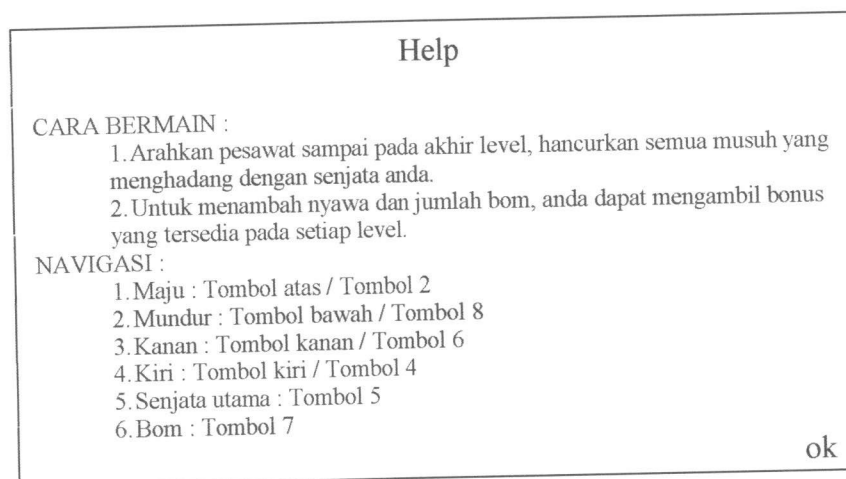 Help
CARA BERMAIN :
1.Arahkan pesawat sampai pada akhir level, hancurkan semua musuh yang
menghadang dengan senjata anda.
2.Untuk menambah nyawa dan jumlah bom, anda dapat mengambil bonus
yang tersedia pada setiap level.
NAVIGASI :
1.Maju : Tombol atas / Tombol 2
2.Mundur : Tombol bawah / Tombol 8
3.Kanan : Tombol kanan / Tombol 6
4.Kiri : Tombol kiri / Tombol 4
5.Senjata utama : Tombol 5
6.Bom : Tombol 7
ok